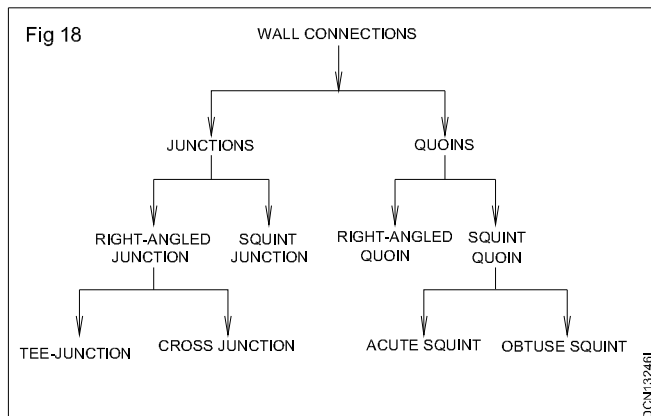 Fig 18
WALL CONNECTIONS
JUNCTIONS
QUOINS
RIGHT-ANGLED
JUNCTION
SQUINT
JUNCTION
RIGHT-ANGLED
QUOIN
SQUINT
QUOIN
TEE-JUNCTION
CROSS JUNCTION
ACUTE SQUINT
OBTUSE SQUINT